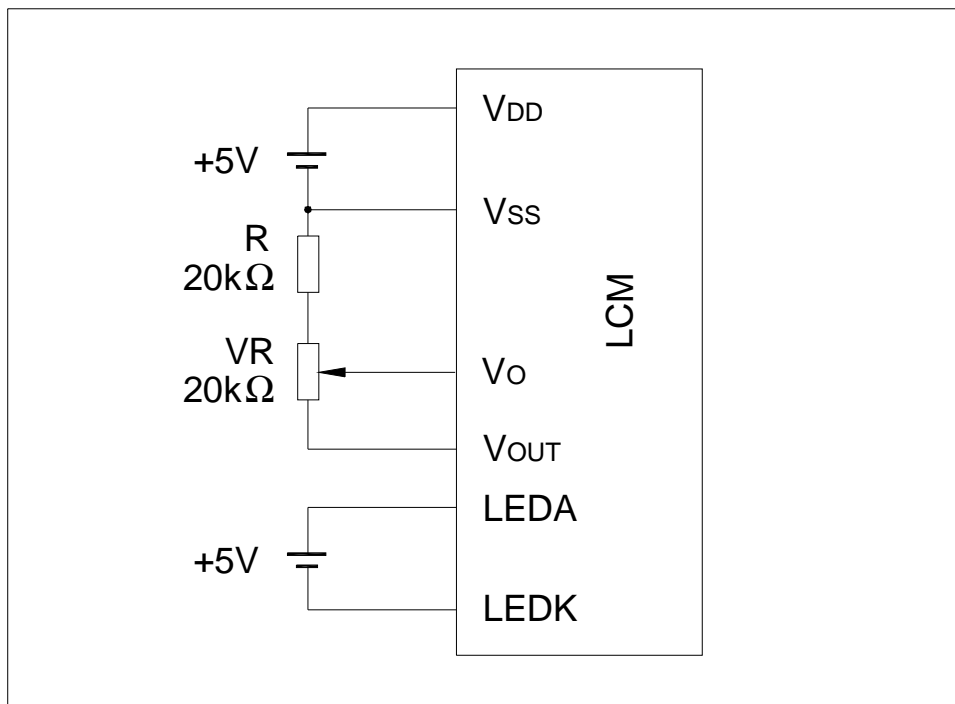 VDD
+5V
VSS
R
20kΩ
LCM
VR
20kΩ
VO
VOUT
LEDA
+5V
LEDK